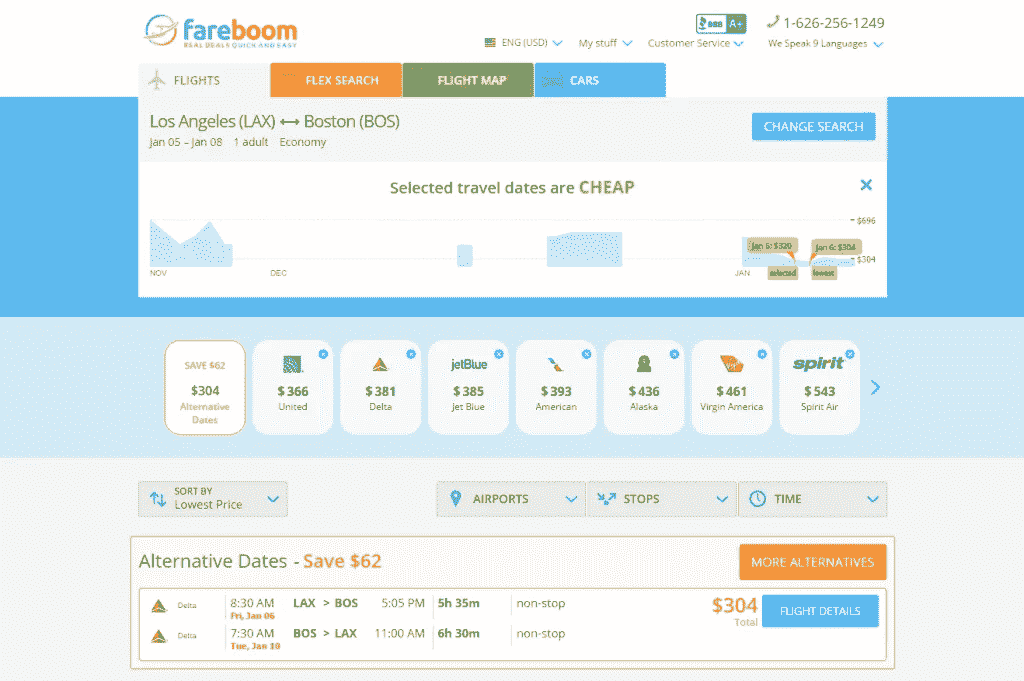 fareboom
REAL DEALS QUICK AND EASY
BBB A+
1-626-256-1249
ENG (USD) My stuff Customer Service We Speak 9 Languages
FLIGHTS FLEX SEARCH FLIGHT MAP CARS
Los Angeles (LAX) ↔ Boston (BOS)
Jan 05 - Jan 08 1 adult Economy
CHANGE SEARCH
Selected travel dates are CHEAP
$696
Jan 6: $320 Jan 6: $304
$304
NOV DEC JAN selected lowest
SAVE $62
$304
Alternative
Dates
$366
United
$381
Delta
jetBlue
$385
Jet Blue
$393
American
$436
Alaska
$461
Virgin America
spirit
$543
Spirit Air
SORT BY
Lowest Price
AIRPORTS STOPS TIME
Alternative Dates - Save $62
MORE ALTERNATIVES
Delta 8:30 AM LAX > BOS 5:05 PM 5h 35m non-stop
Fri, Jan 06
$304
Total
FLIGHT DETAILS
Delta 7:30 AM BOS > LAX 11:00 AM 6h 30m non-stop
Tue, Jan 10